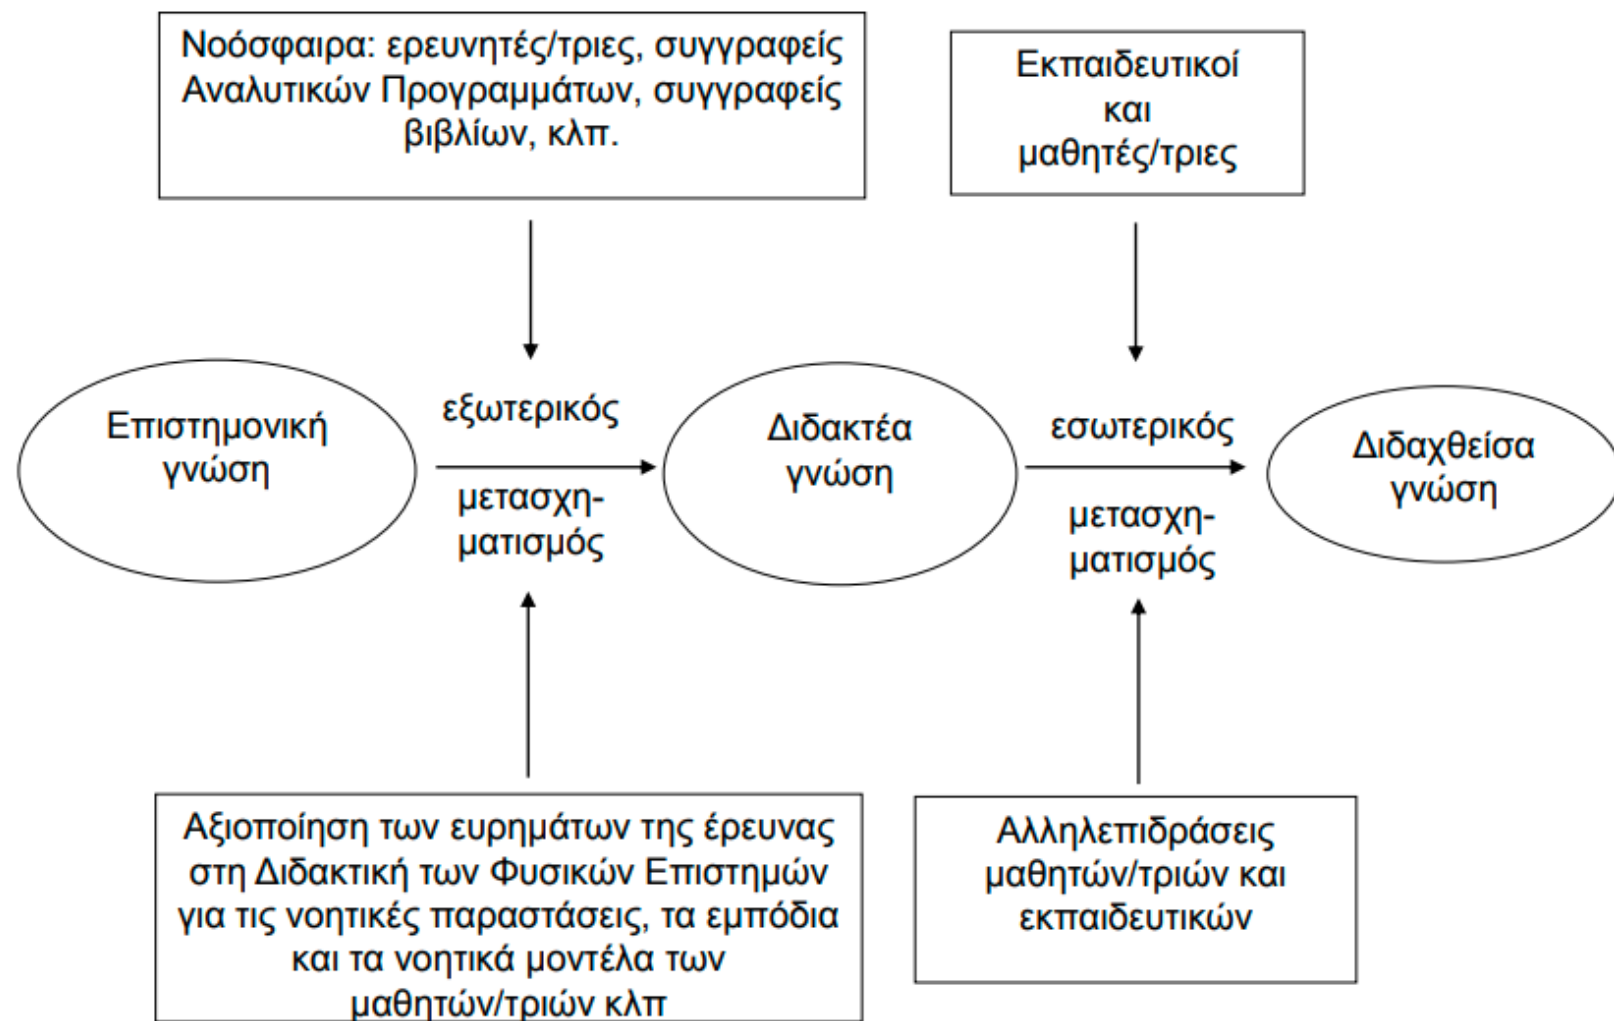 Νοόσφαιρα: ερευνητές/τριες, συγγραφείς
Αναλυτικών Προγραμμάτων, συγγραφείς
βιβλίων, κλπ.
Εκπαιδευτικοί
και
μαθητές/τριες
Επιστημονική
γνώση
εξωτερικός
μετασχη-
ματισμός
Διδακτέα
γνώση
εσωτερικός
μετασχη-
ματισμός
Διδαχθείσα
γνώση
Αξιοποίηση των ευρημάτων της έρευνας
στη Διδακτική των Φυσικών Επιστημών
για τις νοητικές παραστάσεις, τα εμπόδια
και τα νοητικά μοντέλα των
μαθητών/τριών κλπ
Αλληλεπιδράσεις
μαθητών/τριών και
εκπαιδευτικών